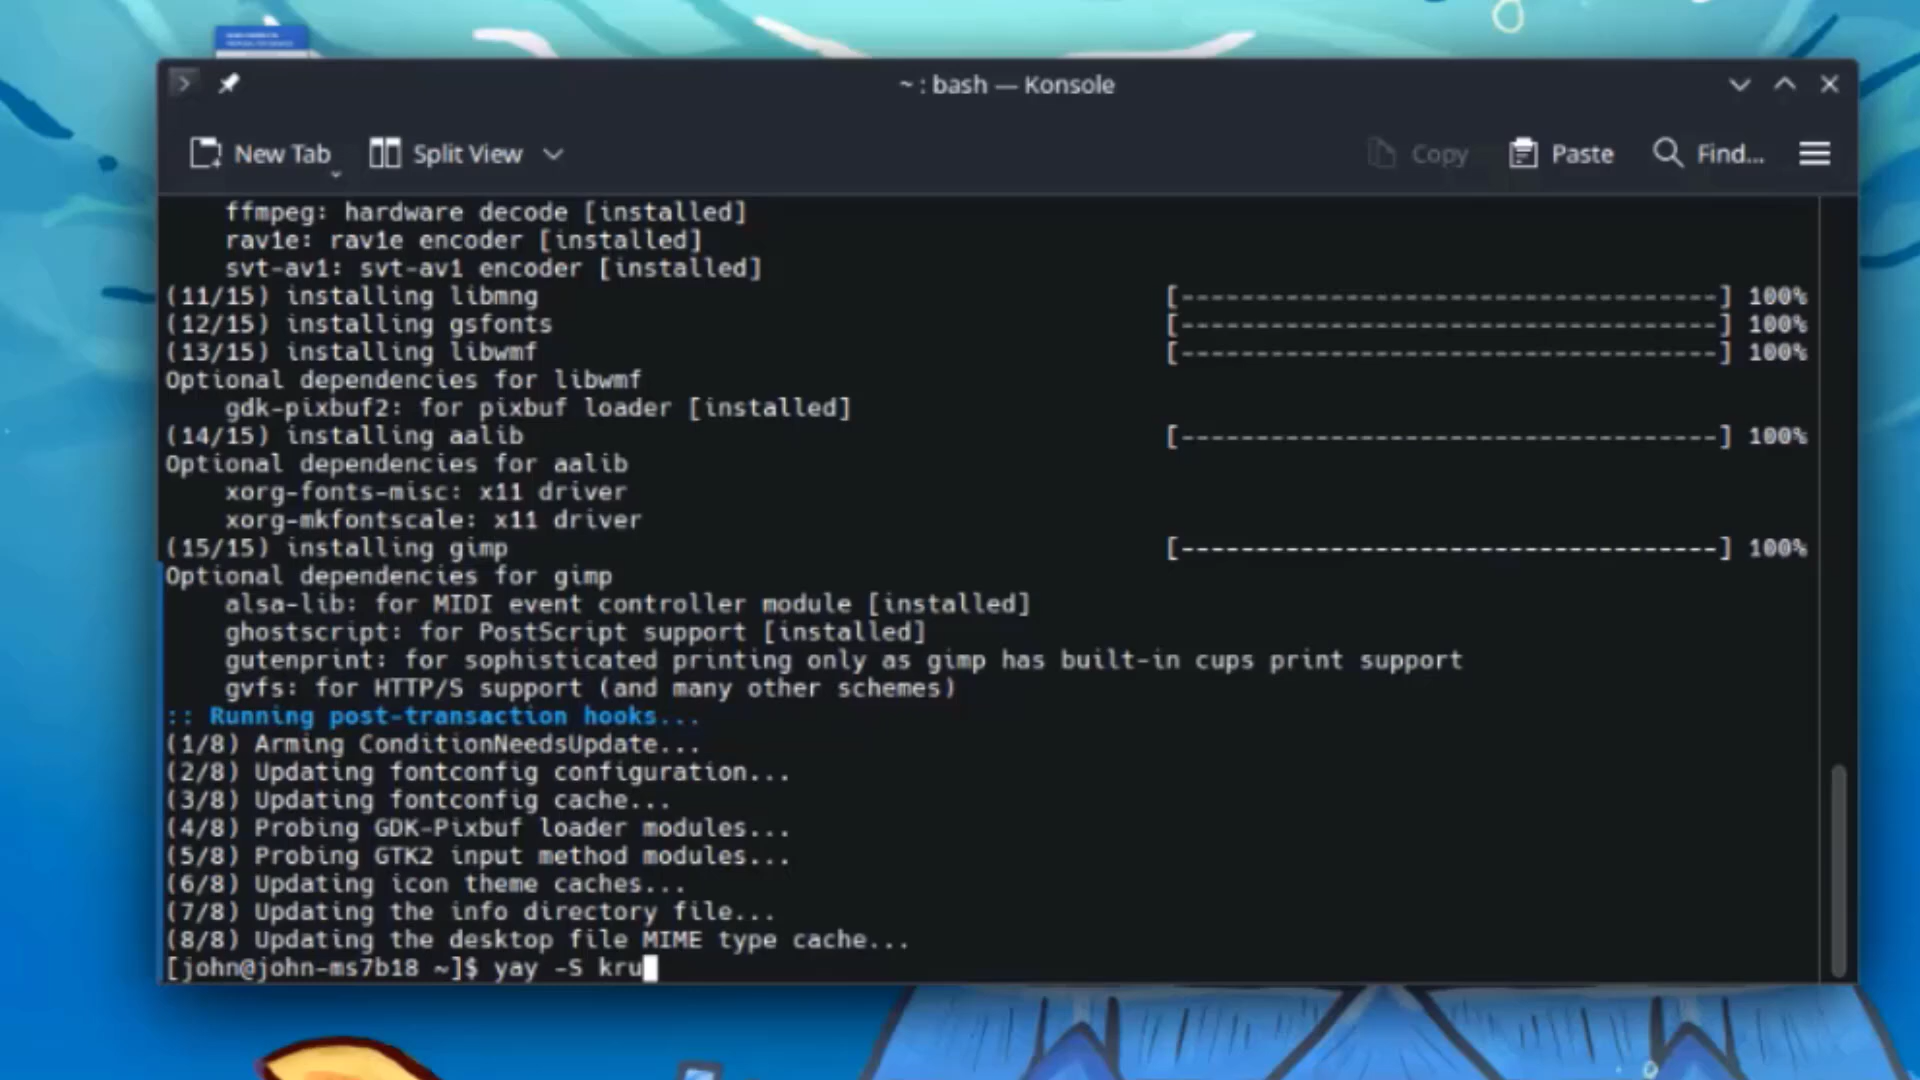 ~ : bash — Konsole
New Tab
Split View
Copy
Paste
Find...
ffmpeg: hardware decode [installed]
rav1e: rav1e encoder [installed]
svt-av1: svt-av1 encoder [installed]
(11/15) installing libmng [------------------------------------] 100%
(12/15) installing gsfonts [------------------------------------] 100%
(13/15) installing libwmf [------------------------------------] 100%
Optional dependencies for libwmf
gdk-pixbuf2: for pixbuf loader [installed]
(14/15) installing aalib [------------------------------------] 100%
Optional dependencies for aalib
xorg-fonts-misc: x11 driver
xorg-mkfontscale: x11 driver
(15/15) installing gimp [------------------------------------] 100%
Optional dependencies for gimp
alsa-lib: for MIDI event controller module [installed]
ghostscript: for PostScript support [installed]
gutenprint: for sophisticated printing only as gimp has built-in cups print support
gvfs: for HTTP/S support (and many other schemes)
:: Running post-transaction hooks...
(1/8) Arming ConditionNeedsUpdate...
(2/8) Updating fontconfig configuration...
(3/8) Updating fontconfig cache...
(4/8) Probing GDK-Pixbuf loader modules...
(5/8) Probing GTK2 input method modules...
(6/8) Updating icon theme caches...
(7/8) Updating the info directory file...
(8/8) Updating the desktop file MIME type cache...
[john@john-ms7b18 ~]$ yay -S kru